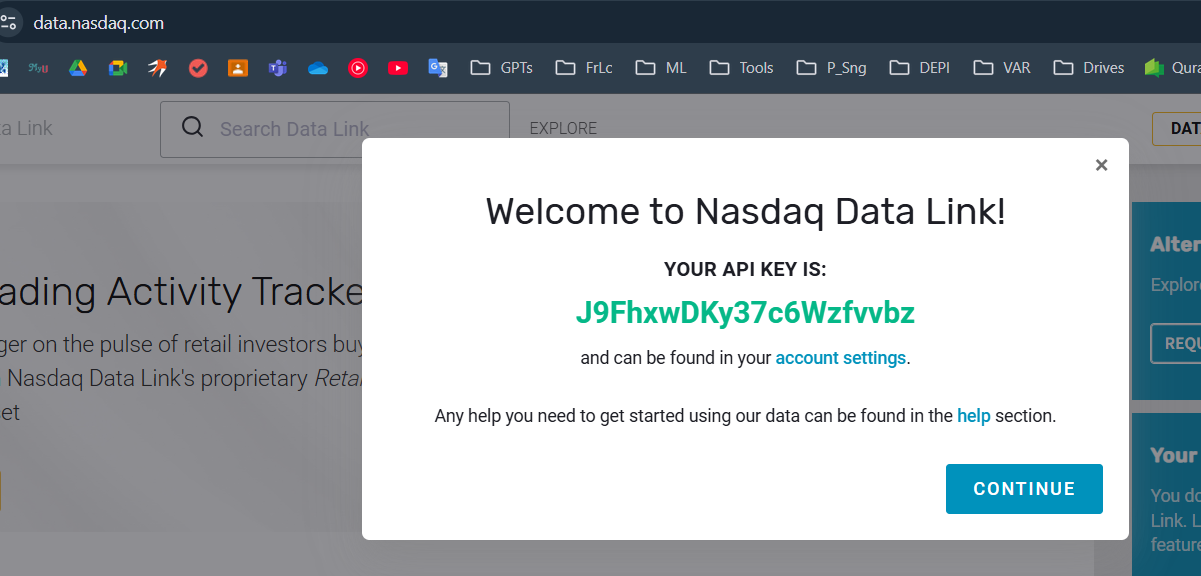 data.nasdaq.com
MyU
GPTs
FrLc
ML
Tools
P_Sng
DEPI
VAR
Drives
Qura
a Link
Search Data Link
EXPLORE
DAT
×
Welcome to Nasdaq Data Link!
YOUR API KEY IS:
J9FhxwDKy37c6Wzfvvbz
and can be found in your account settings.
Any help you need to get started using our data can be found in the help section.
CONTINUE
ading Activity Tracke
ger on the pulse of retail investors buy
Nasdaq Data Link's proprietary Retai
et
Alter
Explore
REQU
Your
You do
Link. L
feature